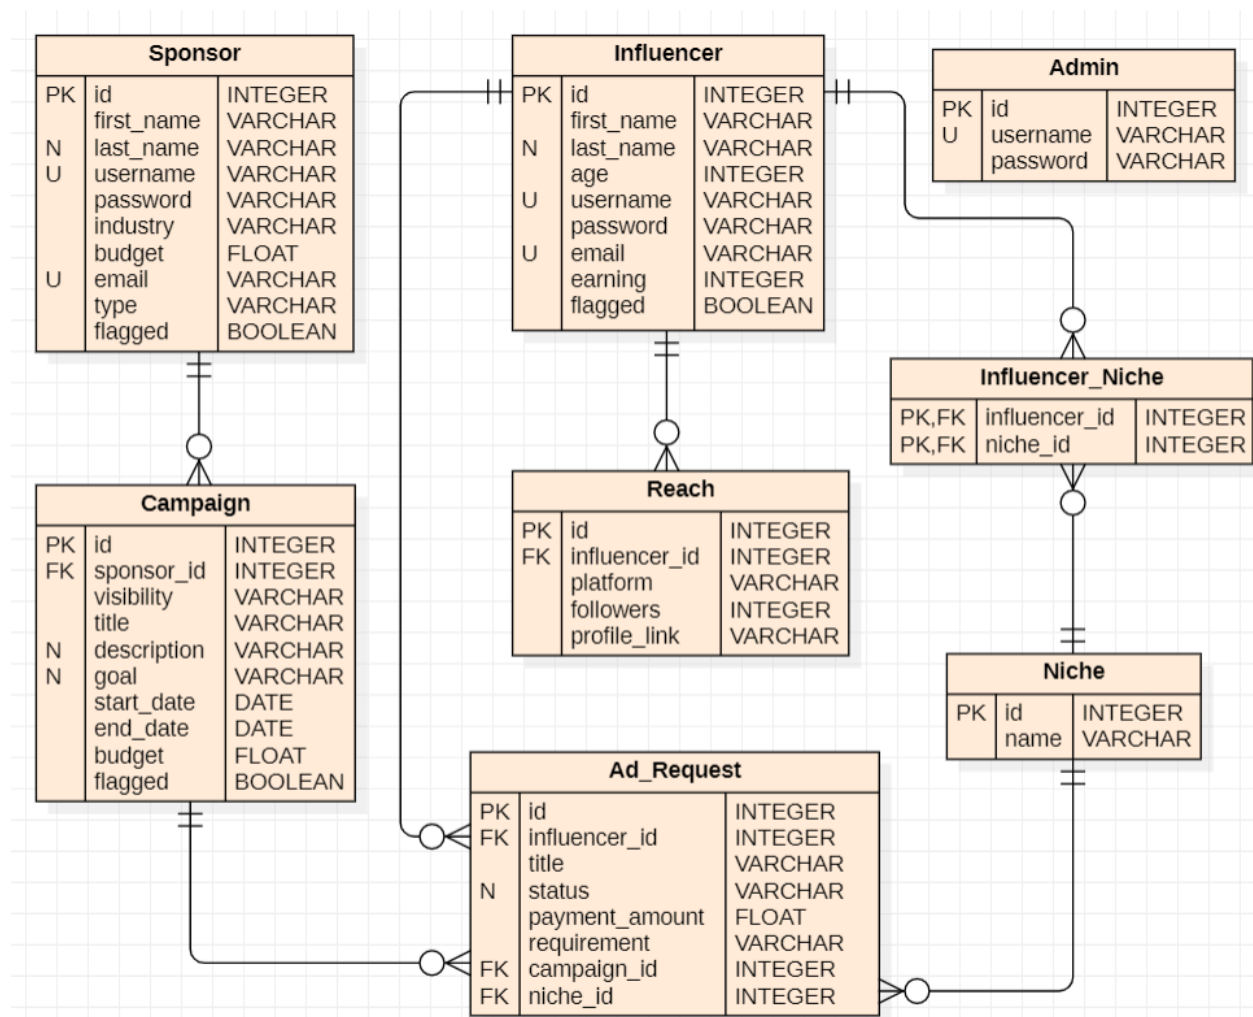 Sponsor
PK id INTEGER
first_name VARCHAR
N last_name VARCHAR
U username VARCHAR
password VARCHAR
industry VARCHAR
budget FLOAT
U email VARCHAR
type VARCHAR
flagged BOOLEAN
Influencer
PK id INTEGER
first_name VARCHAR
N last_name VARCHAR
age INTEGER
U username VARCHAR
password VARCHAR
U email VARCHAR
earning INTEGER
flagged BOOLEAN
Admin
PK id INTEGER
U username VARCHAR
password VARCHAR
Influencer_Niche
PK,FK influencer_id INTEGER
PK,FK niche_id INTEGER
Campaign
PK id INTEGER
FK sponsor_id INTEGER
visibility VARCHAR
title VARCHAR
N description VARCHAR
N goal VARCHAR
start_date DATE
end_date DATE
budget FLOAT
flagged BOOLEAN
Reach
PK id INTEGER
FK influencer_id INTEGER
platform VARCHAR
followers INTEGER
profile_link VARCHAR
Niche
PK id INTEGER
name VARCHAR
Ad_Request
PK id INTEGER
FK influencer_id INTEGER
title VARCHAR
N status VARCHAR
payment_amount FLOAT
requirement VARCHAR
FK campaign_id INTEGER
FK niche_id INTEGER